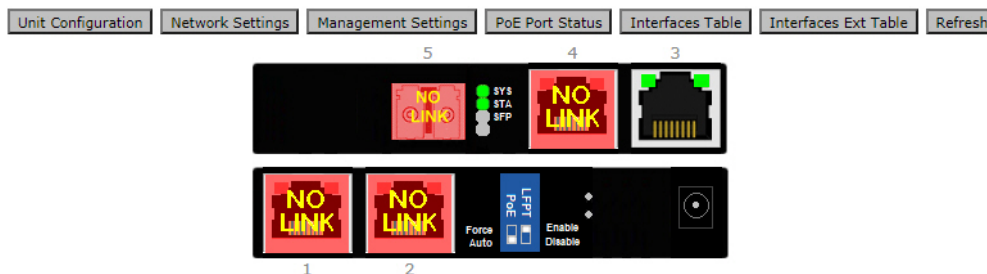 Unit Configuration Network Settings Management Settings PoE Port Status Interfaces Table Interfaces Ext Table Refresh
5 4 3
NO LINK
SYS
STA
SFP
NO LINK
NO LINK
NO LINK
PoE LFPT
Force
Auto
Enable
Disable
1 2